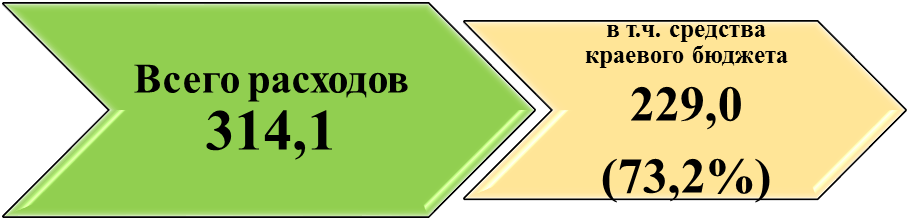 Всего расходов
314,1
в т.ч. средства
краевого бюджета
229,0
(73,2%)